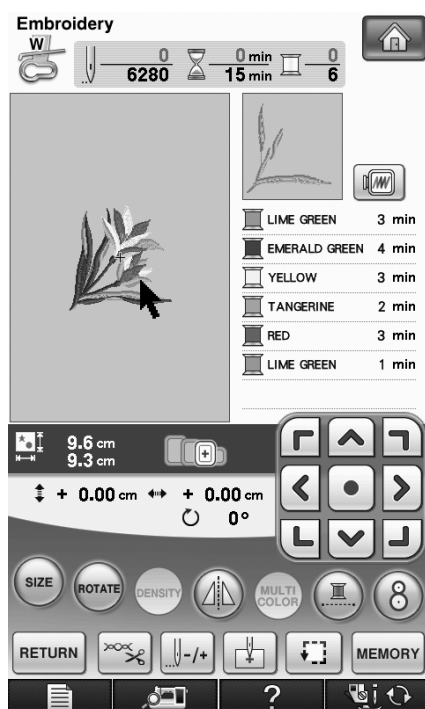 Embroidery
W
0
6280
0 min
15 min
0
6
LIME GREEN 3 min
EMERALD GREEN 4 min
YELLOW 3 min
TANGERINE 2 min
RED 3 min
LIME GREEN 1 min
9.6 cm
9.3 cm
+ 0.00 cm + 0.00 cm
0°
SIZE ROTATE DENSITY MULTI COLOR 8
RETURN -/+ MEMORY
?